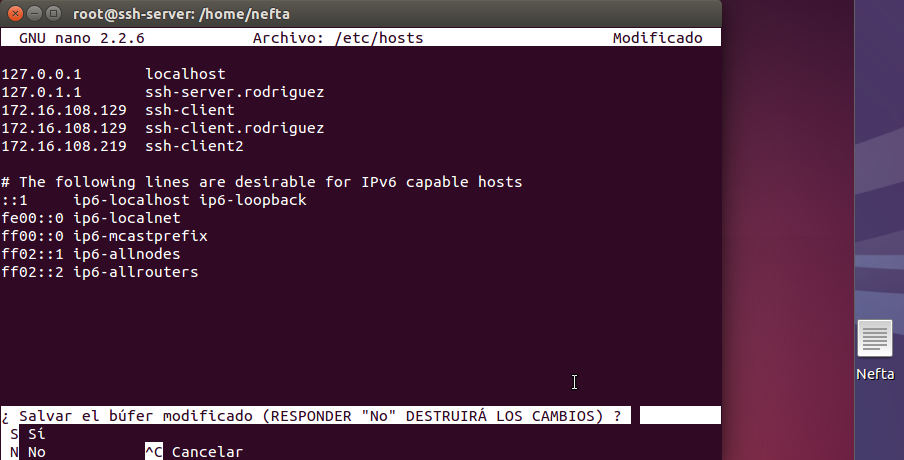 root@ssh-server: /home/nefta
GNU nano 2.2.6 Archivo: /etc/hosts Modificado
127.0.0.1 localhost
127.0.1.1 ssh-server.rodriguez
172.16.108.129 ssh-client
172.16.108.129 ssh-client.rodriguez
172.16.108.219 ssh-client2
# The following lines are desirable for IPv6 capable hosts
::1 ip6-localhost ip6-loopback
fe00::0 ip6-localnet
ff00::0 ip6-mcastprefix
ff02::1 ip6-allnodes
ff02::2 ip6-allrouters
Nefta
¿ Salvar el búfer modificado (RESPONDER "No" DESTRUIRÁ LOS CAMBIOS) ?
S Sí
N No ^C Cancelar